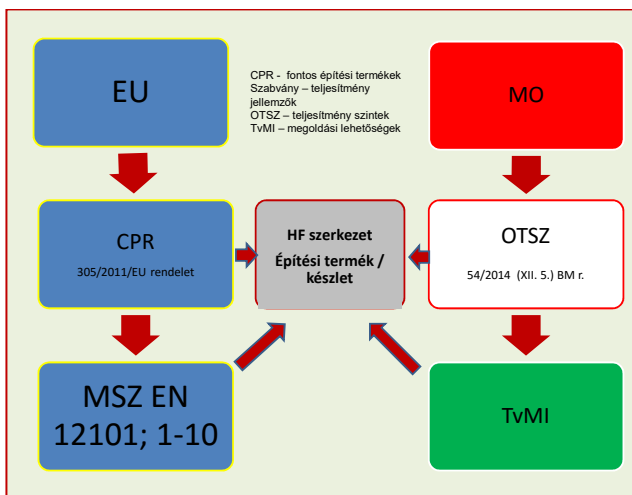 EU
CPR - fontos építési termékek
Szabvány – teljesítmény
jellemzők
OTSZ – teljesítmény szintek
TvMI – megoldási lehetőségek
MO
CPR
305/2011/EU rendelet
HF szerkezet
Építési termék /
készlet
OTSZ
54/2014 (XII. 5.) BM r.
MSZ EN
12101; 1-10
TvMI